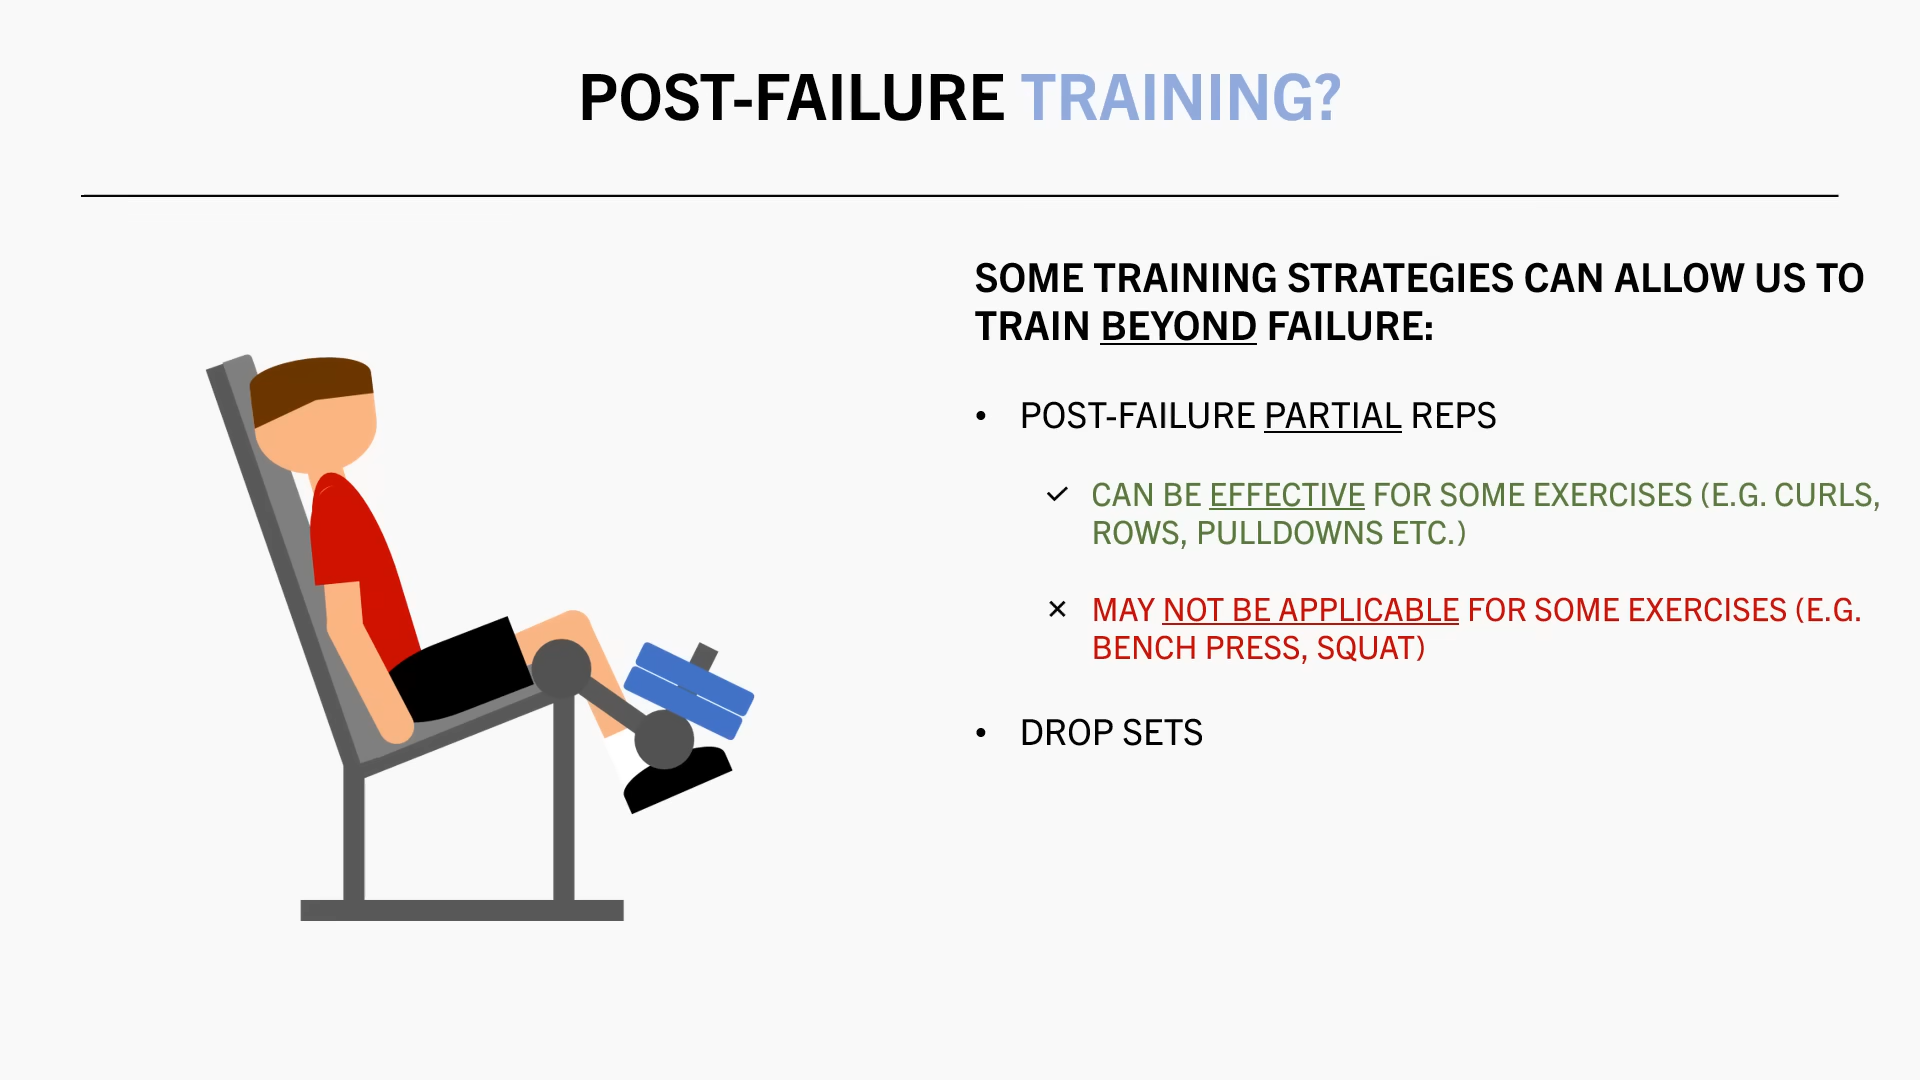 POST-FAILURE TRAINING?
SOME TRAINING STRATEGIES CAN ALLOW US TO
TRAIN BEYOND FAILURE:
• POST-FAILURE PARTIAL REPS
✓ CAN BE EFFECTIVE FOR SOME EXERCISES (E.G. CURLS,
ROWS, PULLDOWNS ETC.)
✕ MAY NOT BE APPLICABLE FOR SOME EXERCISES (E.G.
BENCH PRESS, SQUAT)
• DROP SETS